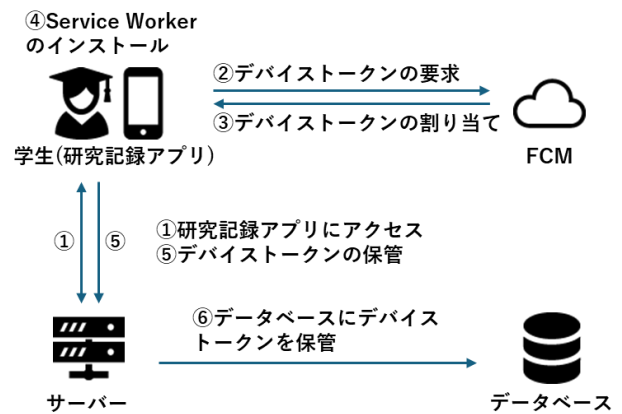 ④Service Worker
のインストール
②デバイストークンの要求
③デバイストークンの割り当て
学生(研究記録アプリ)
FCM
①
⑤
①研究記録アプリにアクセス
⑤デバイストークンの保管
⑥データベースにデバイス
トークンを保管
サーバー
データベース